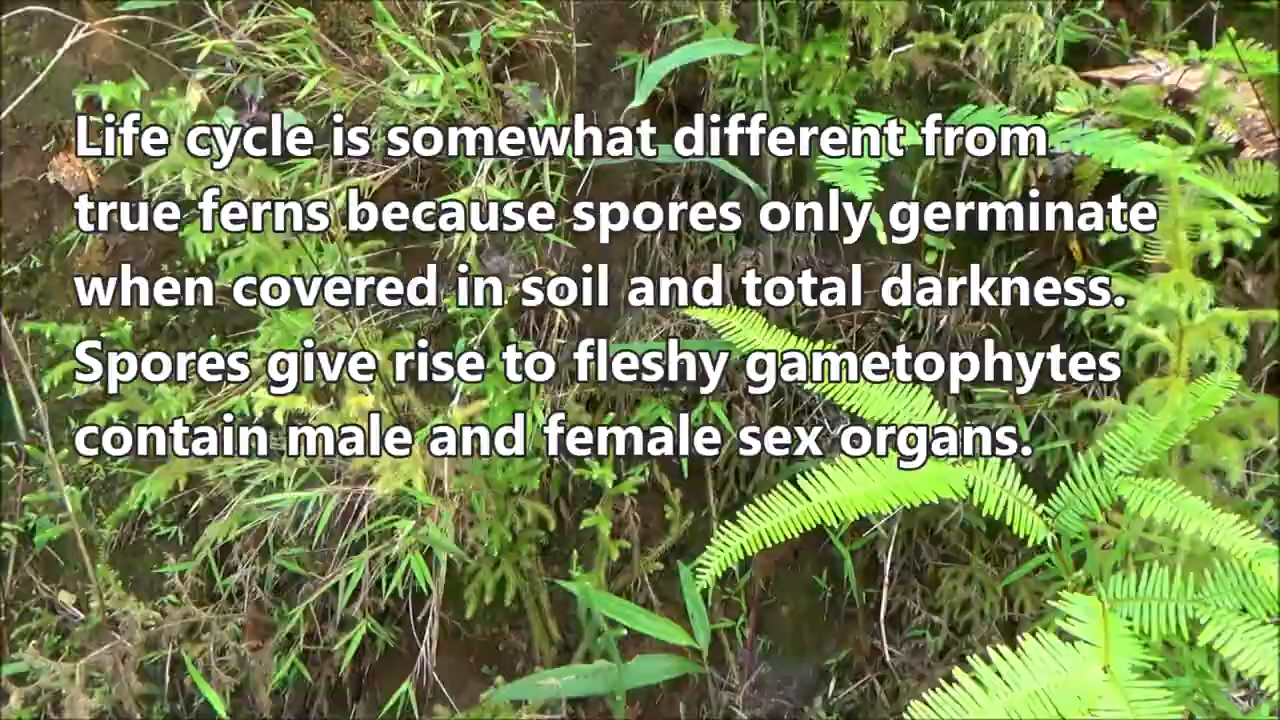 Life cycle is somewhat different from
true ferns because spores only germinate
when covered in soil and total darkness.
Spores give rise to fleshy gametophytes
contain male and female sex organs.